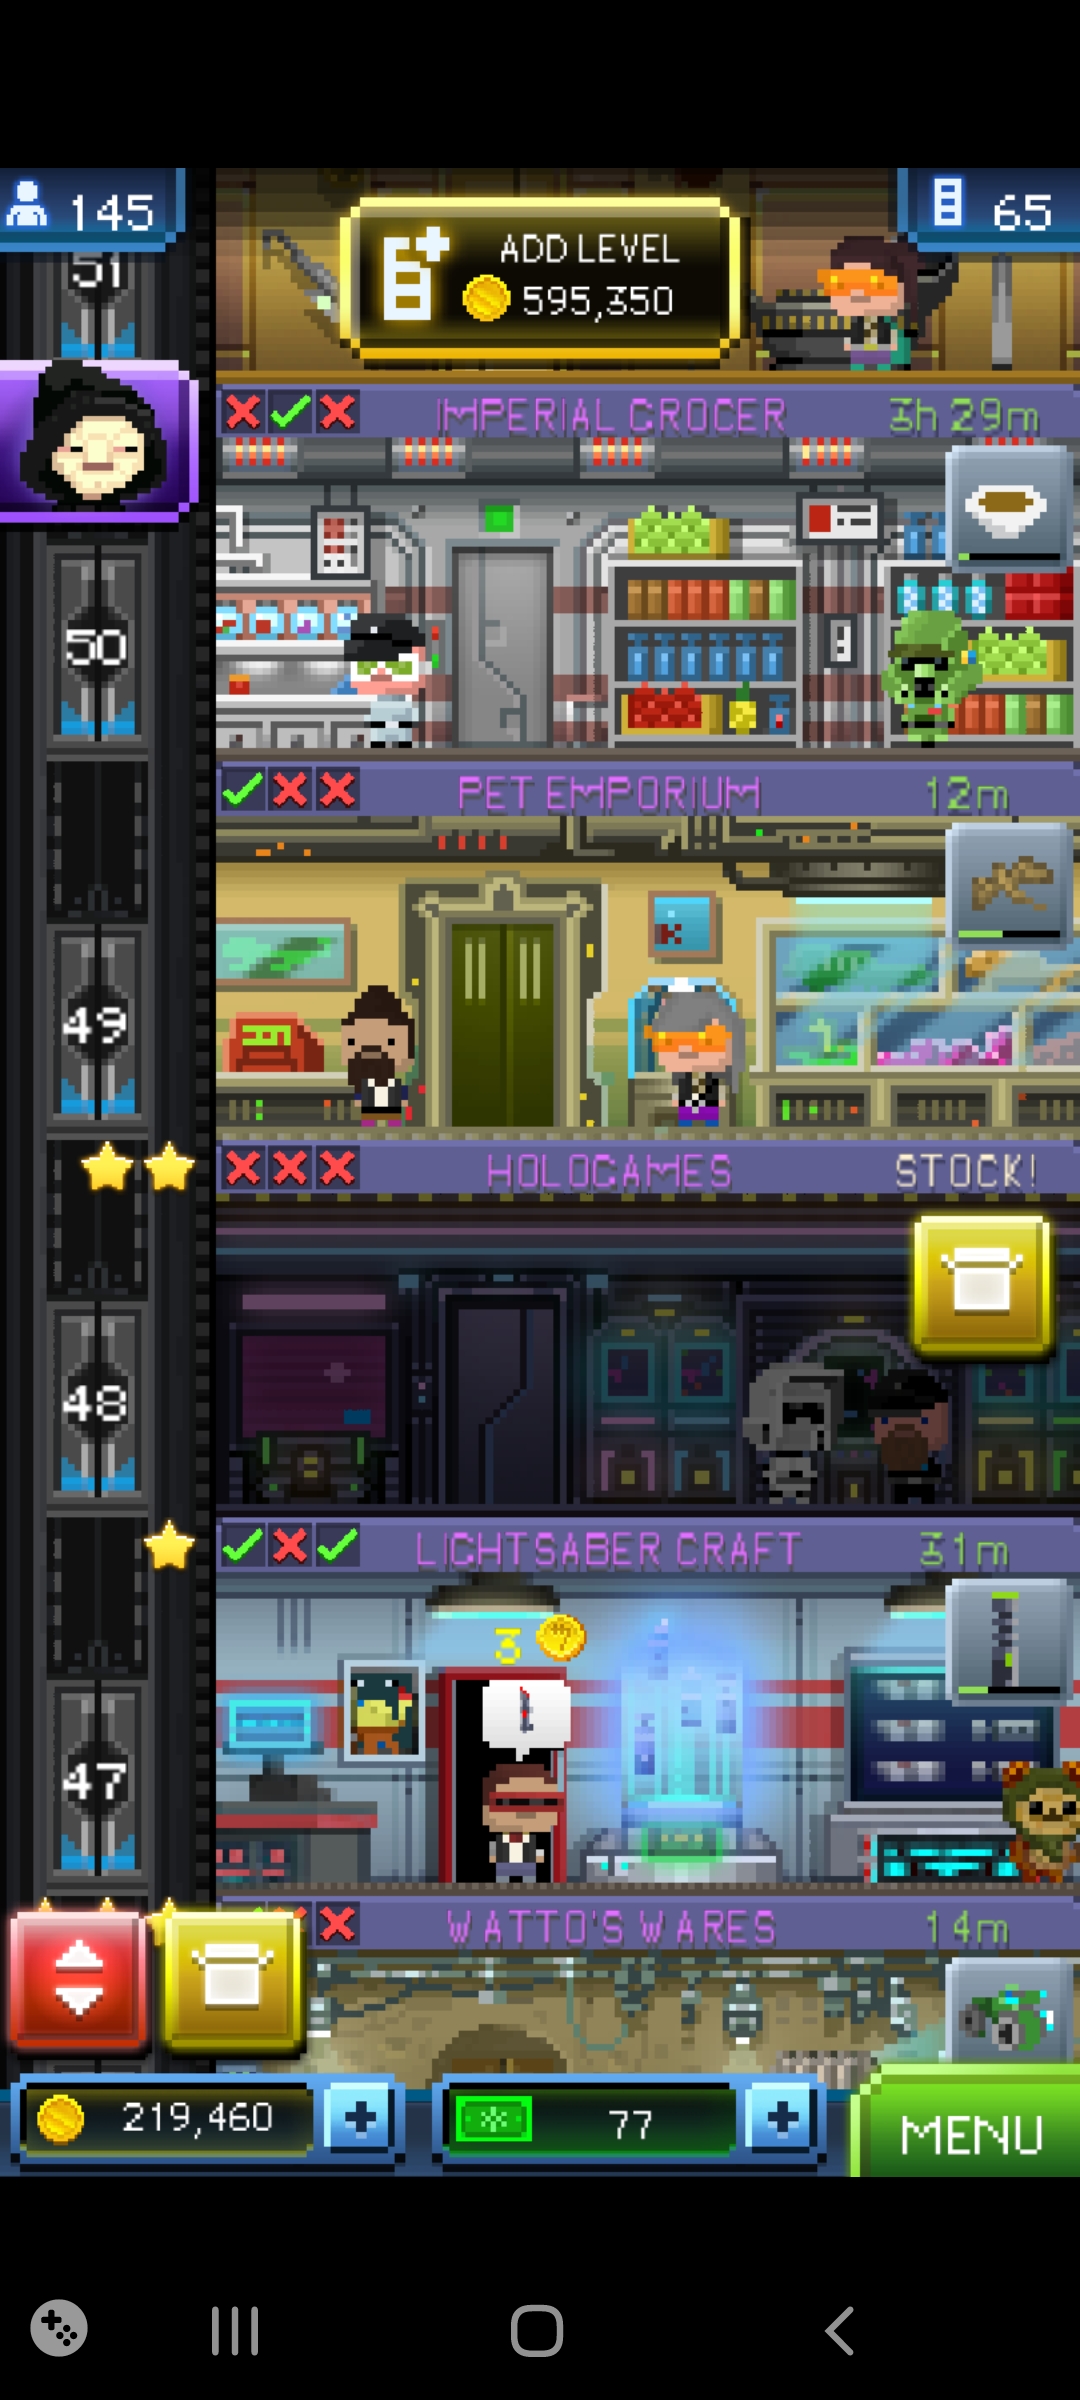 145
ADD LEVEL
595,350
65
51
IMPERIAL GROCER 3h 29m
50
PET EMPORIUM 12m
49
HOLOGAMES STOCK!
48
LIGHTSABER CRAFT 31m
3
47
WATTO'S WARES 14m
219,460
77
MENU